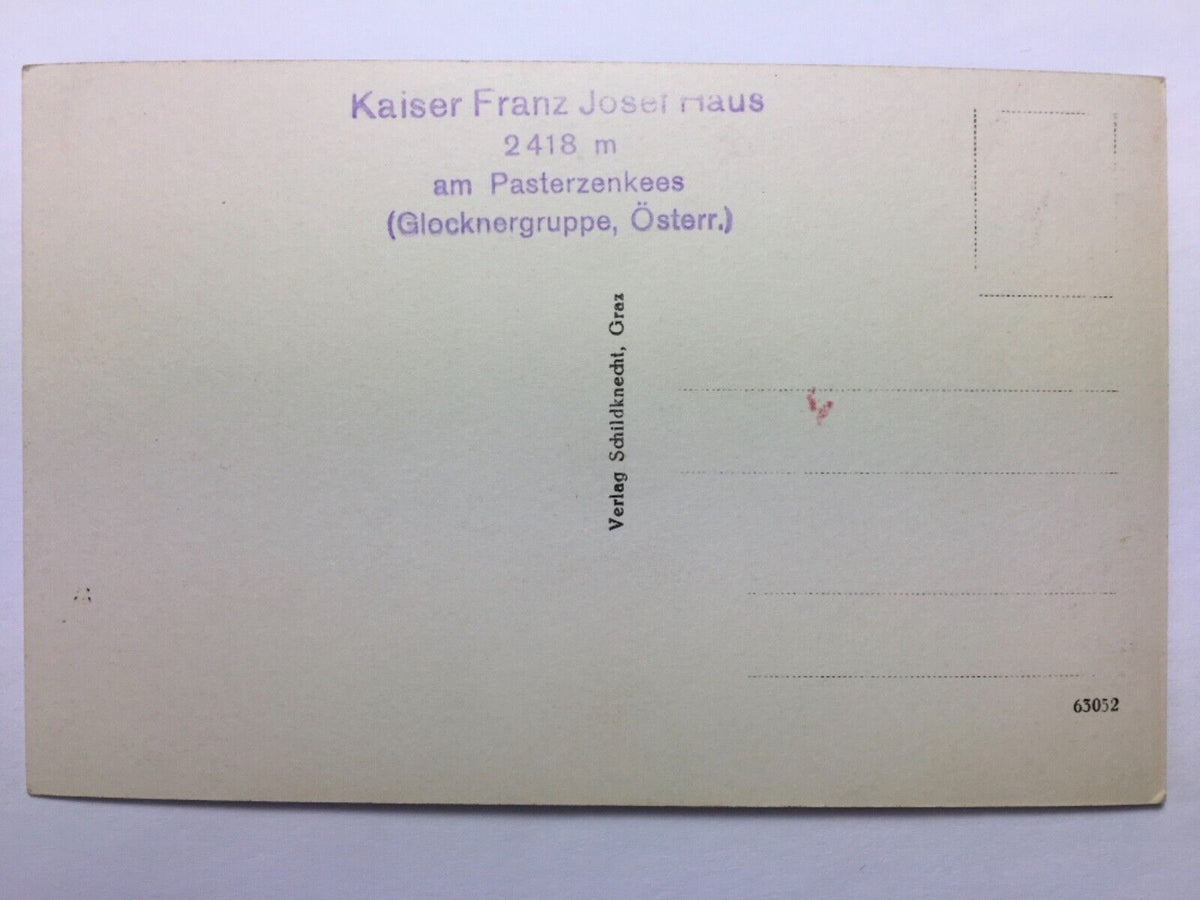 Kaiser Franz Josef Haus
2418 m
am Pasterzenkees
(Glocknergruppe, Österr.)
Verlag Schildknecht, Graz
63052